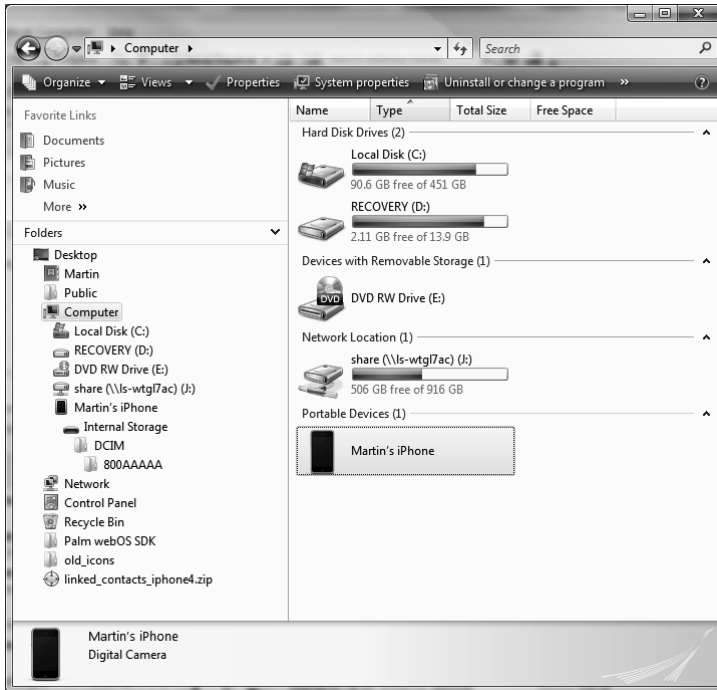 Computer
Search
Organize Views Properties System properties Uninstall or change a program »
Favorite Links
Documents
Pictures
Music
More »
Folders
Desktop
Martin
Public
Computer
Local Disk (C:)
RECOVERY (D:)
DVD RW Drive (E:)
share (\\ls-wtgl7ac) (J:)
Martin's iPhone
Internal Storage
DCIM
800AAAAA
Network
Control Panel
Recycle Bin
Palm webOS SDK
old_icons
linked_contacts_iphone4.zip
Name Type Total Size Free Space
Hard Disk Drives (2)
Local Disk (C:)
90.6 GB free of 451 GB
RECOVERY (D:)
2.11 GB free of 13.9 GB
Devices with Removable Storage (1)
DVD
DVD RW Drive (E:)
Network Location (1)
share (\\ls-wtgl7ac) (J:)
506 GB free of 916 GB
Portable Devices (1)
Martin's iPhone
Martin's iPhone
Digital Camera